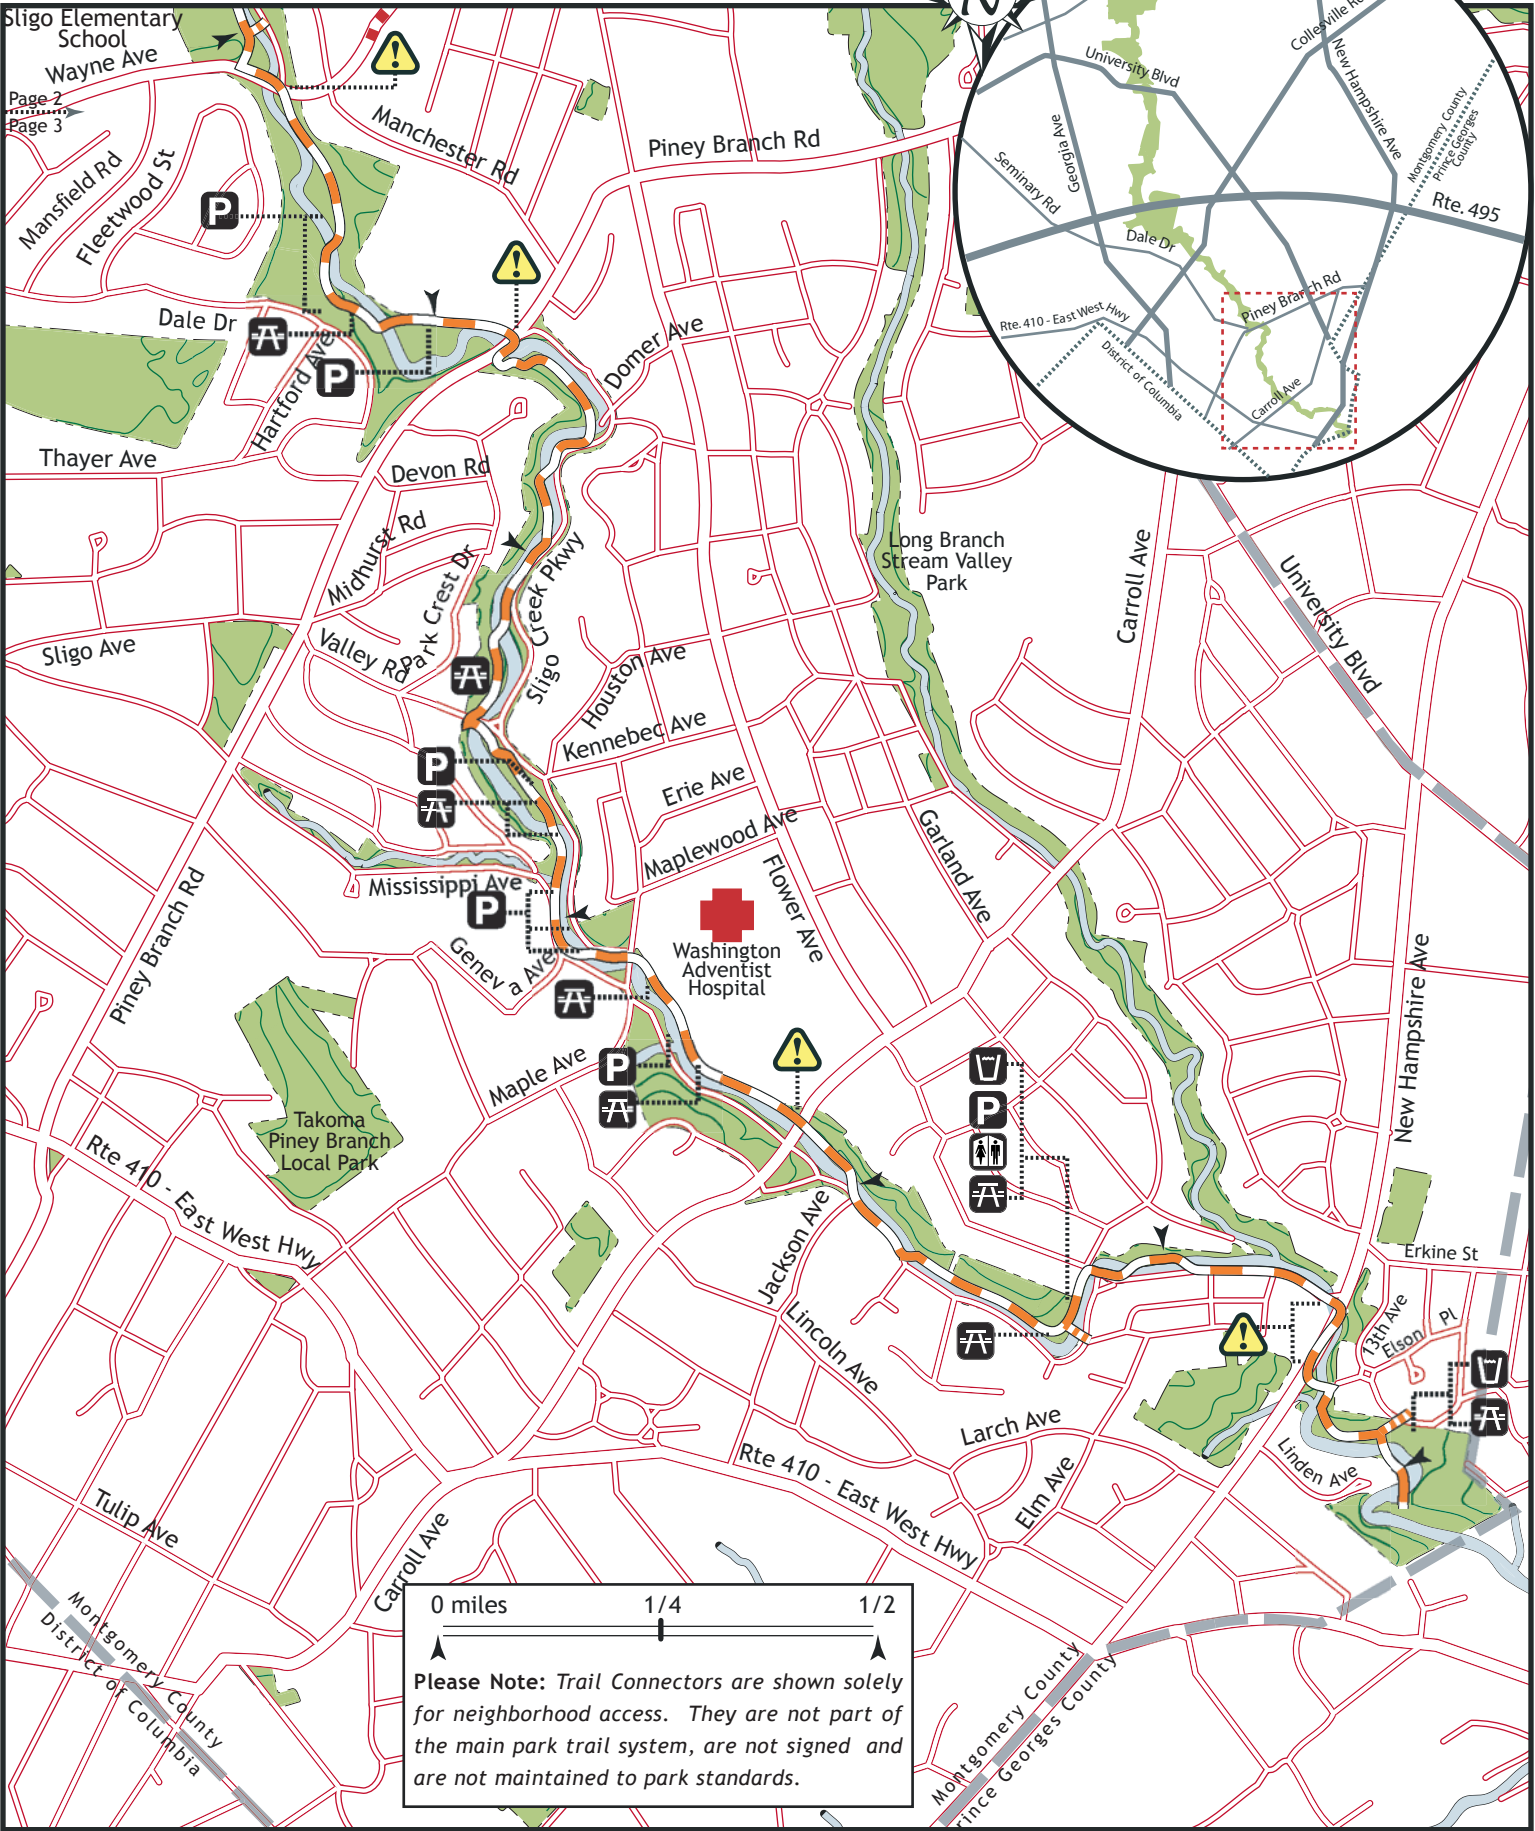 Sligo Elementary
School
Wayne Ave
Page 2
Page 3
Mansfield Rd
Fleetwood St
Manchester Rd
Piney Branch Rd
P
!
!
Dale Dr
Hartford Ave
P
Domer Ave
Thayer Ave
Devon Rd
Midhurst Rd
Park Crest Dr
Valley Rd
Sligo Ave
Sligo Creek Pkwy
Houston Ave
Kennebec Ave
Erie Ave
Maplewood Ave
Long Branch
Stream Valley
Park
Carroll Ave
University Blvd
Garland Ave
Flower Ave
P
Mississippi Ave
P
Geneva Ave
Piney Branch Rd
Washington
Adventist
Hospital
Maple Ave
P
!
P
Takoma
Piney Branch
Local Park
Rte 410 - East West Hwy
New Hampshire Ave
Jackson Ave
Lincoln Ave
Erkine St
13th Ave
Elson Pl
!
Larch Ave
Linden Ave
Elm Ave
Rte 410 - East West Hwy
Tulip Ave
Carroll Ave
Montgomery County
District of Columbia
Montgomery County
Prince Georges County
0 miles 1/4 1/2
Please Note: Trail Connectors are shown solely
for neighborhood access. They are not part of
the main park trail system, are not signed and
are not maintained to park standards.
University Blvd
Colesville Rd
New Hampshire Ave
Georgia Ave
Seminary Rd
Montgomery County
Prince Georges
County
Rte. 495
Dale Dr
Piney Branch Rd
Rte. 410 - East West Hwy
District of Columbia
Carroll Ave